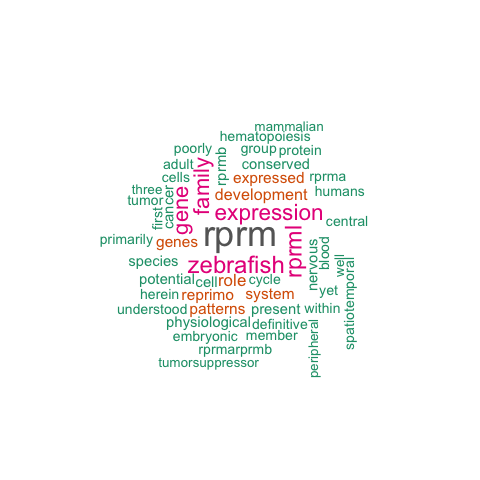 mammalian
hematopoiesis
poorly
group
protein
adult
rprmb
conserved
cells
family
expressed
rprma
three
cancer
gene
development
humans
tumor
first
expression
central
primarily
genes
rprm
rprml
nervous
blood
species
zebrafish
well
spatiotemporal
potential
cell
role
cycle
yet
herein
reprimo
system
understood
patterns
present
within
physiological
definitive
peripheral
embryonic
member
rprmarprmb
tumorsuppressor